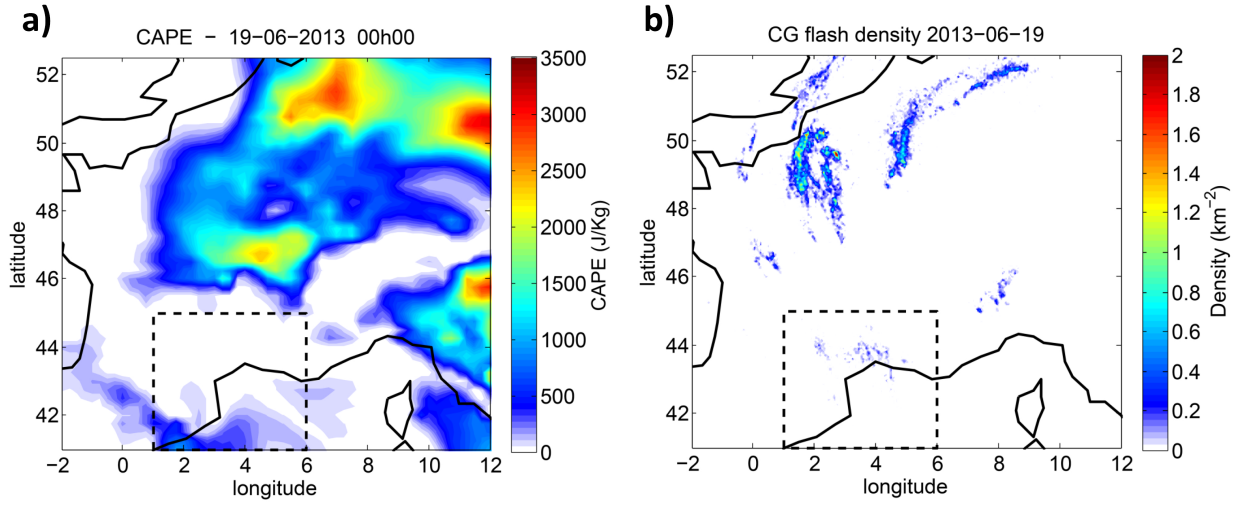 a)
CAPE − 19−06−2013 00h00
52
50
48
46
44
42
−2 0 2 4 6 8 10 12
latitude
longitude
3500
3000
2500
2000
1500
1000
500
0
CAPE (J/Kg)
b)
CG flash density 2013−06−19
52
50
48
46
44
42
−2 0 2 4 6 8 10 12
latitude
longitude
2
1.8
1.6
1.4
1.2
1
0.8
0.6
0.4
0.2
0
Density (km−2)